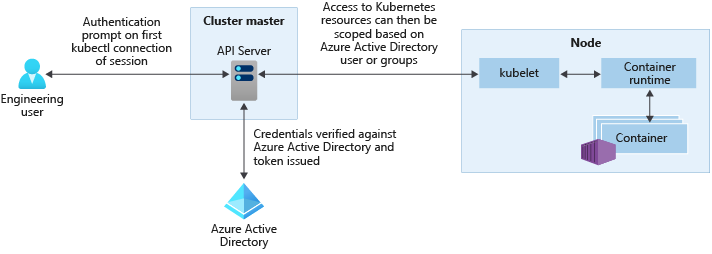 Authentication
prompt on first
kubectl connection
of session
Engineering
user
Cluster master
API Server
Credentials verified against
Azure Active Directory and
token issued
Azure Active
Directory
Access to Kubernetes
resources can then be
scoped based on
Azure Active Directory
user or groups
Node
kubelet
Container
runtime
Container